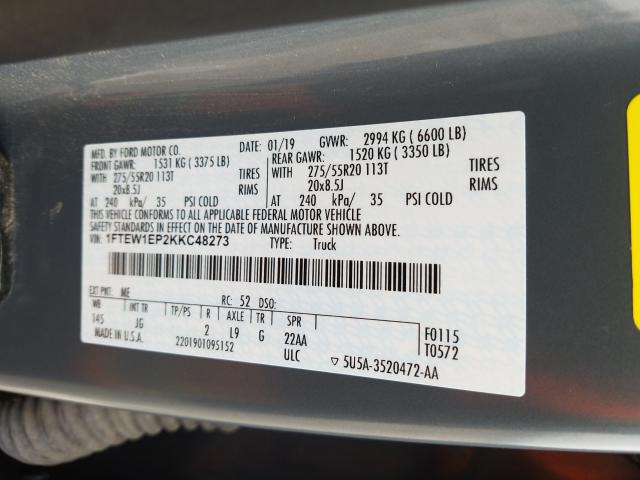 MFD. BY FORD MOTOR CO. DATE: 01/19 GVWR: 2994 KG ( 6600 LB)
FRONT GAWR: 1531 KG ( 3375 LB) REAR GAWR: 1520 KG ( 3350 LB)
WITH 275/55R20 113T TIRES WITH 275/55R20 113T TIRES
20x8.5J RIMS 20x8.5J RIMS
AT 240 kPa/ 35 PSI COLD AT 240 kPa/ 35 PSI COLD
THIS VEHICLE CONFORMS TO ALL APPLICABLE FEDERAL MOTOR VEHICLE
SAFETY STANDARDS IN EFFECT ON THE DATE OF MANUFACTURE SHOWN ABOVE.
VIN: 1FTEW1EP2KKC48273 TYPE: Truck
EXT PNT: ME RC: 52 DSO:
WB INT TR TP/PS R AXLE TR SPR
145 JG 2 L9 G 22AA F0115
MADE IN U.S.A. 2201901095152 ULC T0572
▽ 5U5A-3520472-AA